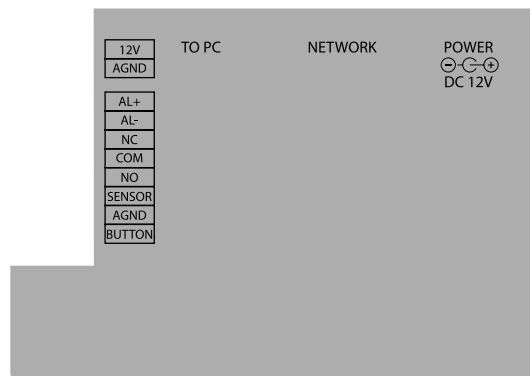 12V
AGND
TO PC
NETWORK
POWER
DC 12V
AL+
AL-
NC
COM
NO
SENSOR
AGND
BUTTON